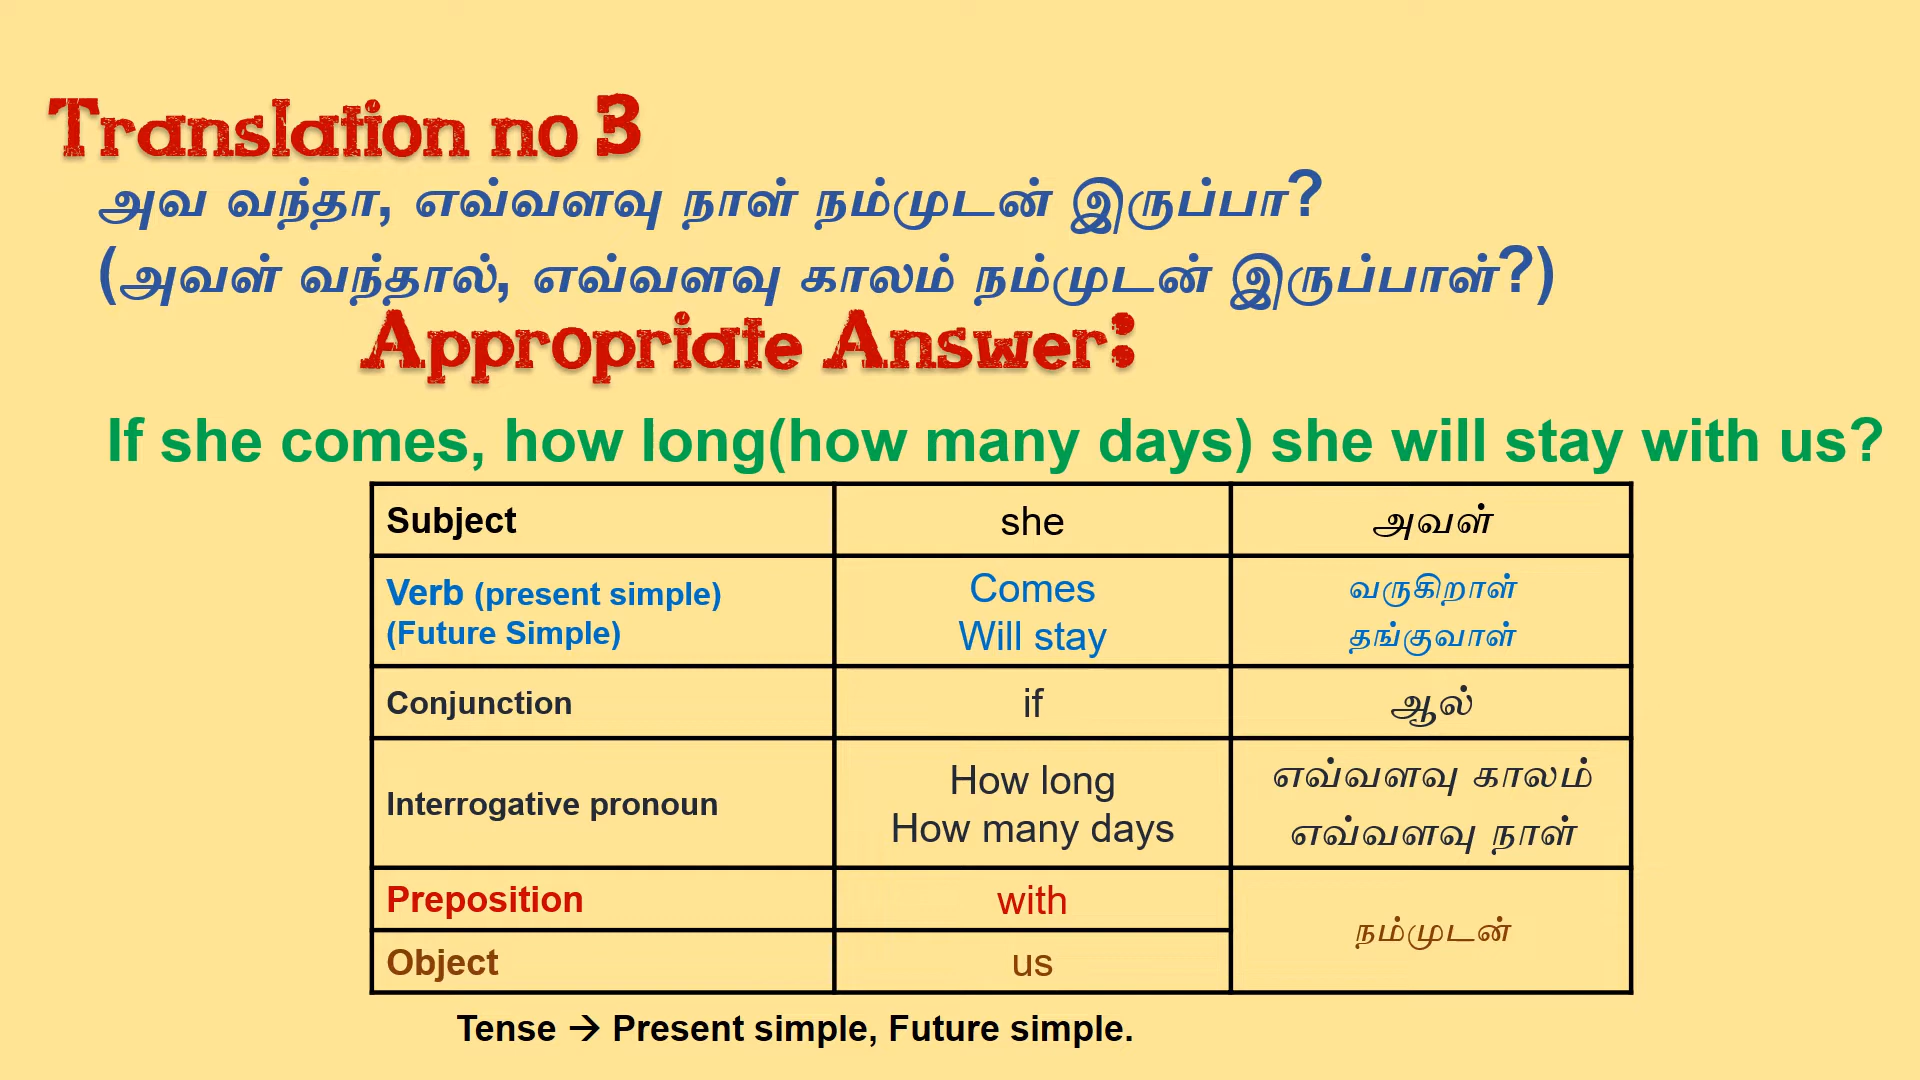 Translation no 3
அவ வந்தா, எவ்வளவு நாள் நம்முடன் இருப்பா?
(அவள் வந்தால், எவ்வளவு காலம் நம்முடன் இருப்பாள்?)
Appropriate Answer:
If she comes, how long(how many days) she will stay with us?
Subject she அவள்
Verb (present simple) Comes வருகிறாள்
(Future Simple) Will stay தங்குவாள்
Conjunction if ஆல்
Interrogative pronoun
How long எவ்வளவு காலம்
How many days எவ்வளவு நாள்
Preposition with
நம்முடன்
Object us
Tense → Present simple, Future simple.